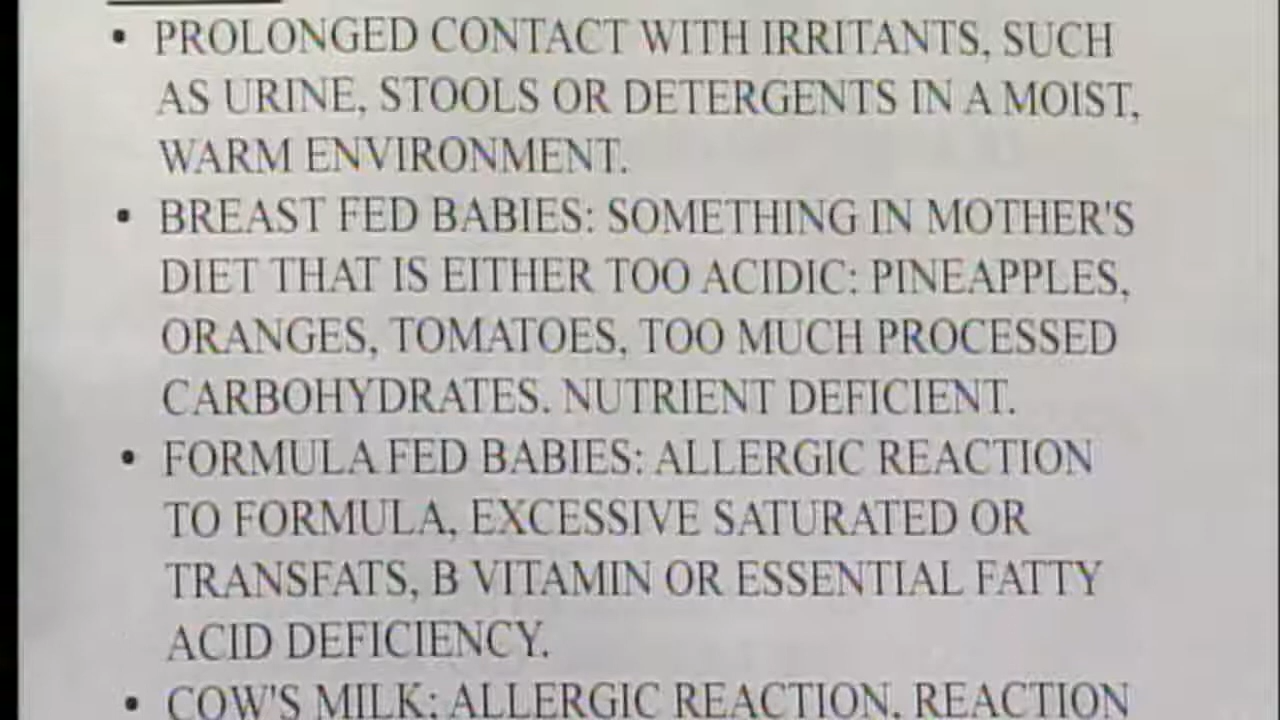 • PROLONGED CONTACT WITH IRRITANTS, SUCH
AS URINE, STOOLS OR DETERGENTS IN A MOIST,
WARM ENVIRONMENT.
• BREAST FED BABIES: SOMETHING IN MOTHER'S
DIET THAT IS EITHER TOO ACIDIC: PINEAPPLES,
ORANGES, TOMATOES, TOO MUCH PROCESSED
CARBOHYDRATES. NUTRIENT DEFICIENT.
• FORMULA FED BABIES: ALLERGIC REACTION
TO FORMULA, EXCESSIVE SATURATED OR
TRANSFATS, B VITAMIN OR ESSENTIAL FATTY
ACID DEFICIENCY.
• COW'S MILK: ALLERGIC REACTION. REACTION